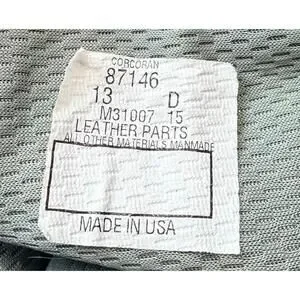 CORCORAN
87146
13 D
M31007 15
LEATHER PARTS
ALL OTHER MATERIALS MANMADE
MADE IN USA